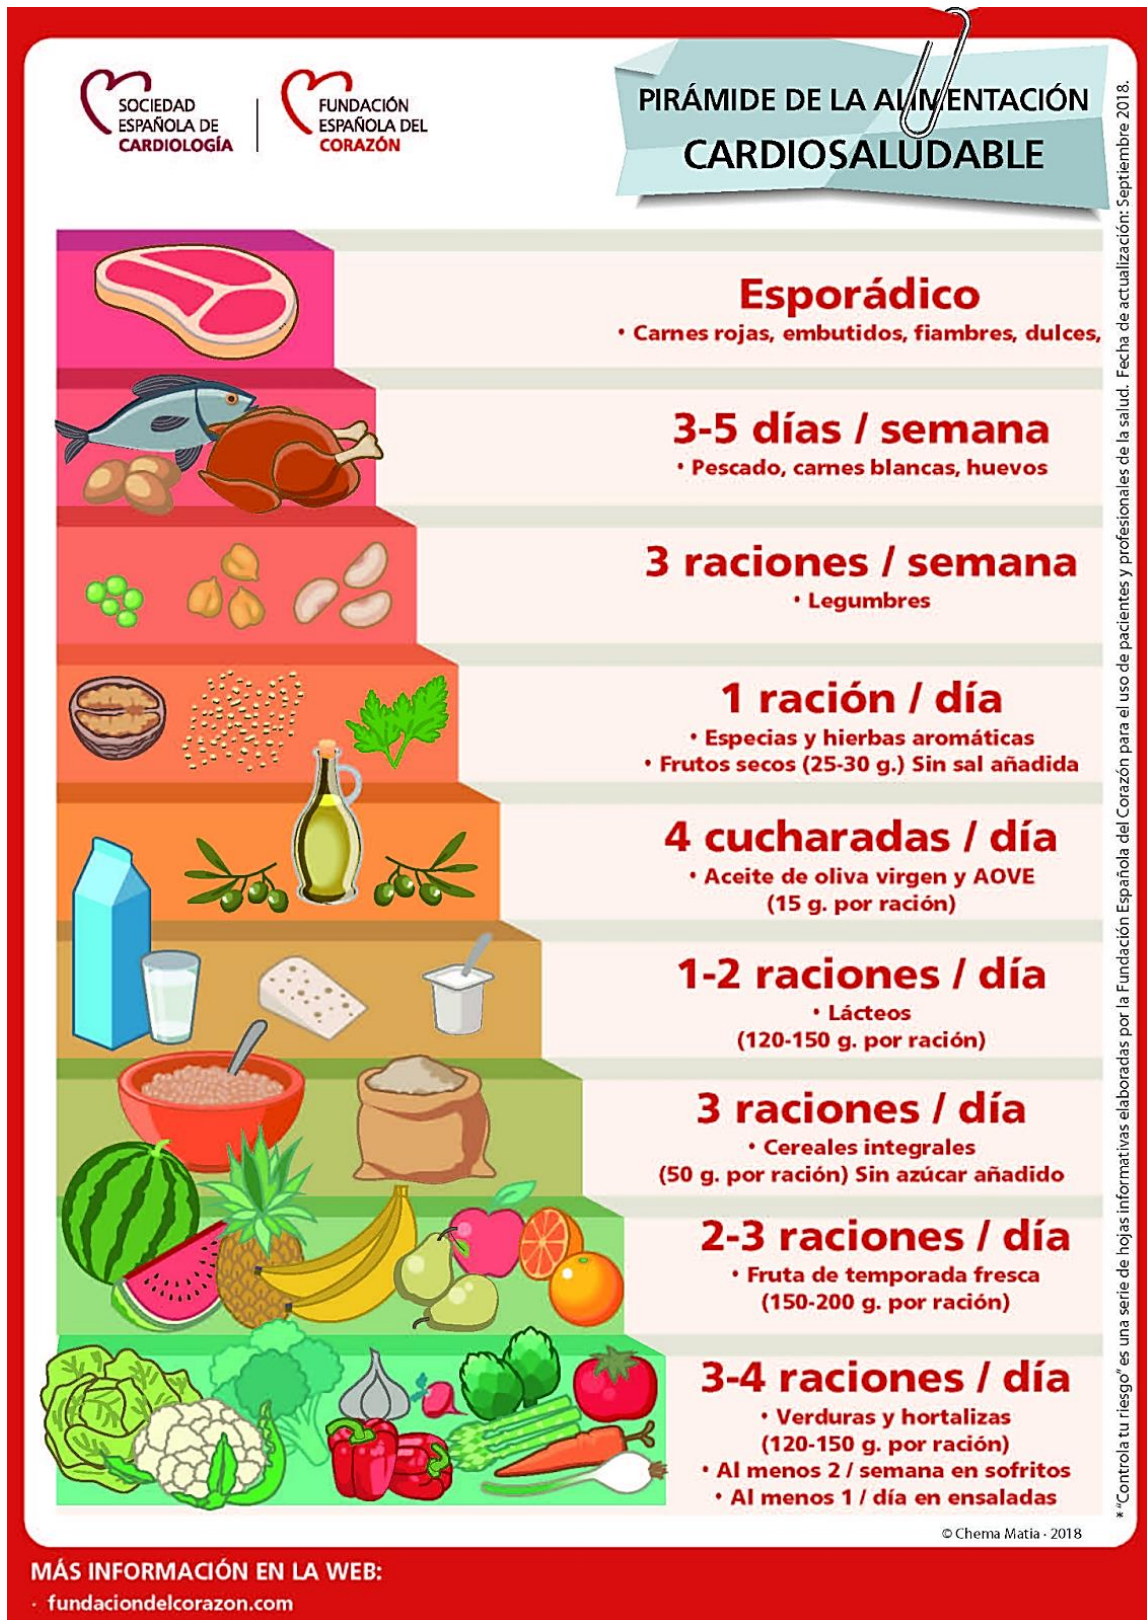 SOCIEDAD
ESPAÑOLA DE
CARDIOLOGÍA
FUNDACIÓN
ESPAÑOLA DEL
CORAZÓN
PIRÁMIDE DE LA ALIMENTACIÓN
CARDIOSALUDABLE
Esporádico
• Carnes rojas, embutidos, fiambres, dulces,
3-5 días / semana
• Pescado, carnes blancas, huevos
3 raciones / semana
• Legumbres
1 ración / día
• Especias y hierbas aromáticas
• Frutos secos (25-30 g.) Sin sal añadida
4 cucharadas / día
• Aceite de oliva virgen y AOVE
(15 g. por ración)
1-2 raciones / día
• Lácteos
(120-150 g. por ración)
3 raciones / día
• Cereales integrales
(50 g. por ración) Sin azúcar añadido
2-3 raciones / día
• Fruta de temporada fresca
(150-200 g. por ración)
3-4 raciones / día
• Verduras y hortalizas
(120-150 g. por ración)
• Al menos 2 / semana en sofritos
• Al menos 1 / día en ensaladas
© Chema Matia - 2018
* "Controla tu riesgo" es una serie de hojas informativas elaboradas por la Fundación Española del Corazón para el uso de pacientes y profesionales de la salud. Fecha de actualización: Septiembre 2018.
MÁS INFORMACIÓN EN LA WEB:
· fundaciondelcorazon.com